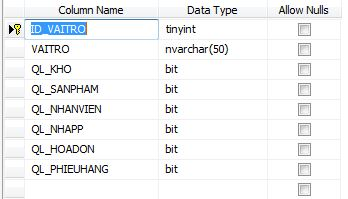 Column Name Data Type Allow Nulls
ID_VAITRO tinyint
VAITRO nvarchar(50)
QL_KHO bit
QL_SANPHAM bit
QL_NHANVIEN bit
QL_NHAPP bit
QL_HOADON bit
QL_PHIEUHANG bit